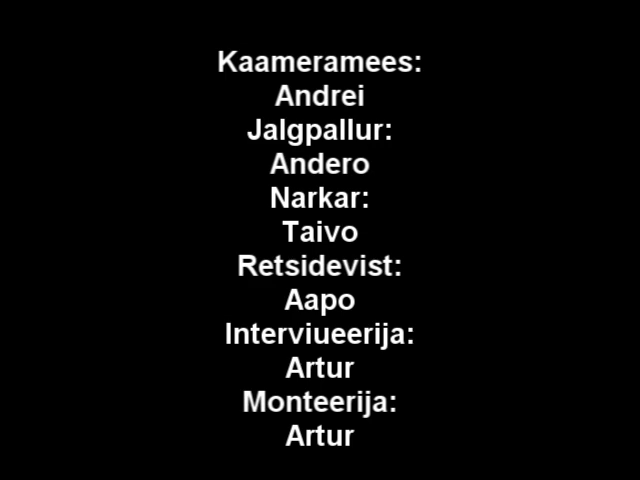 Kaameramees:
Andrei
Jalgpallur:
Andero
Narkar:
Taivo
Retsidevist:
Aapo
Interviueerija:
Artur
Monteerija:
Artur